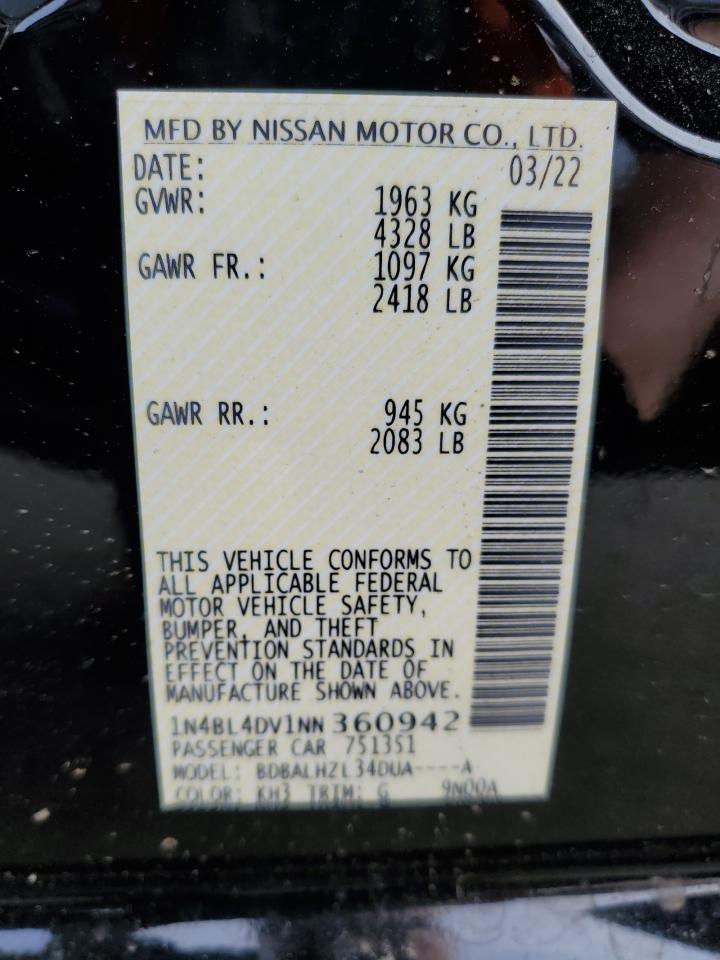 MFD BY NISSAN MOTOR CO., LTD.
DATE: 03/22
GVWR: 1963 KG
4328 LB
GAWR FR.: 1097 KG
2418 LB
GAWR RR.: 945 KG
2083 LB
THIS VEHICLE CONFORMS TO
ALL APPLICABLE FEDERAL
MOTOR VEHICLE SAFETY,
BUMPER, AND THEFT
PREVENTION STANDARDS IN
EFFECT ON THE DATE OF
MANUFACTURE SHOWN ABOVE.
1N4BL4DV1NN 360942
PASSENGER CAR 751351
MODEL: BDBALHZL34DUA----A
COLOR: KH3 TRIM: G 9N00A